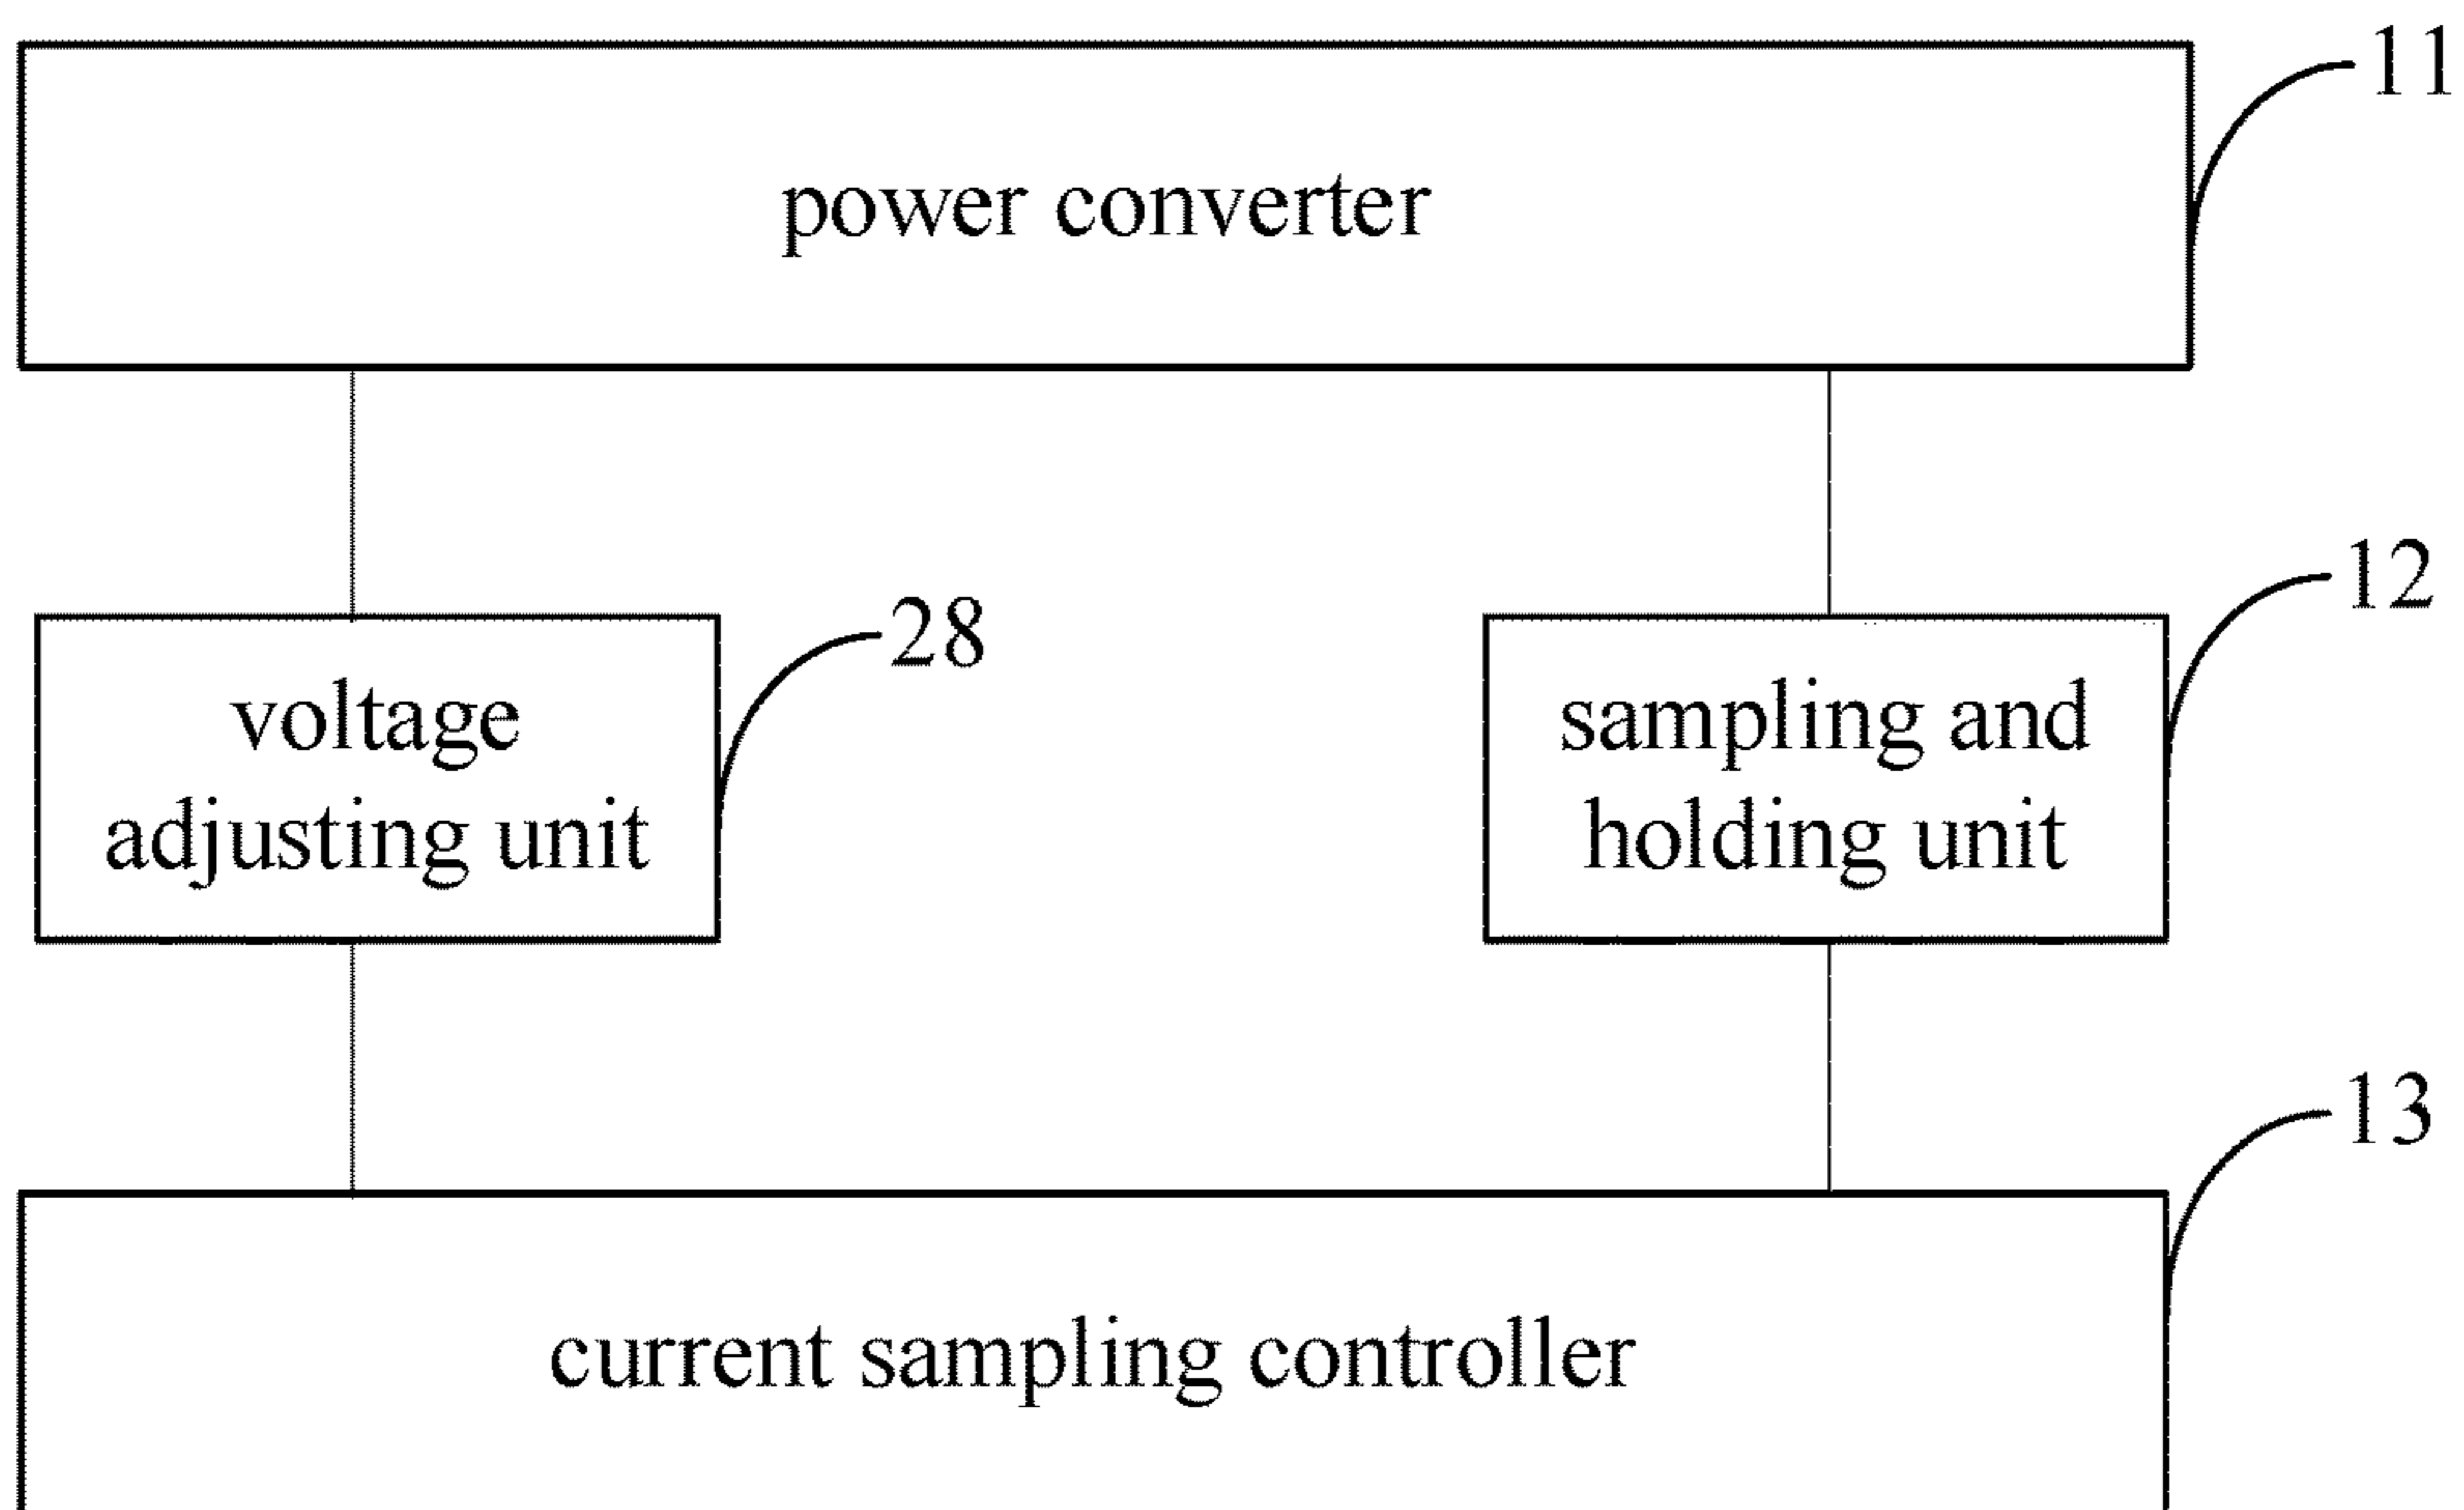 11
power converter
12
28
voltage
adjusting unit
sampling and
holding unit
13
current sampling controller